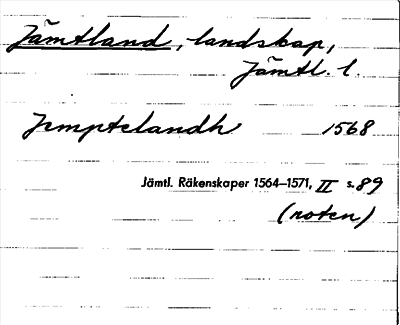 Jämtland, landskap,
Jämtl. l.
Jemptelandh 1568
Jämtl. Räkenskaper 1564–1571, II s. 89
(noten)